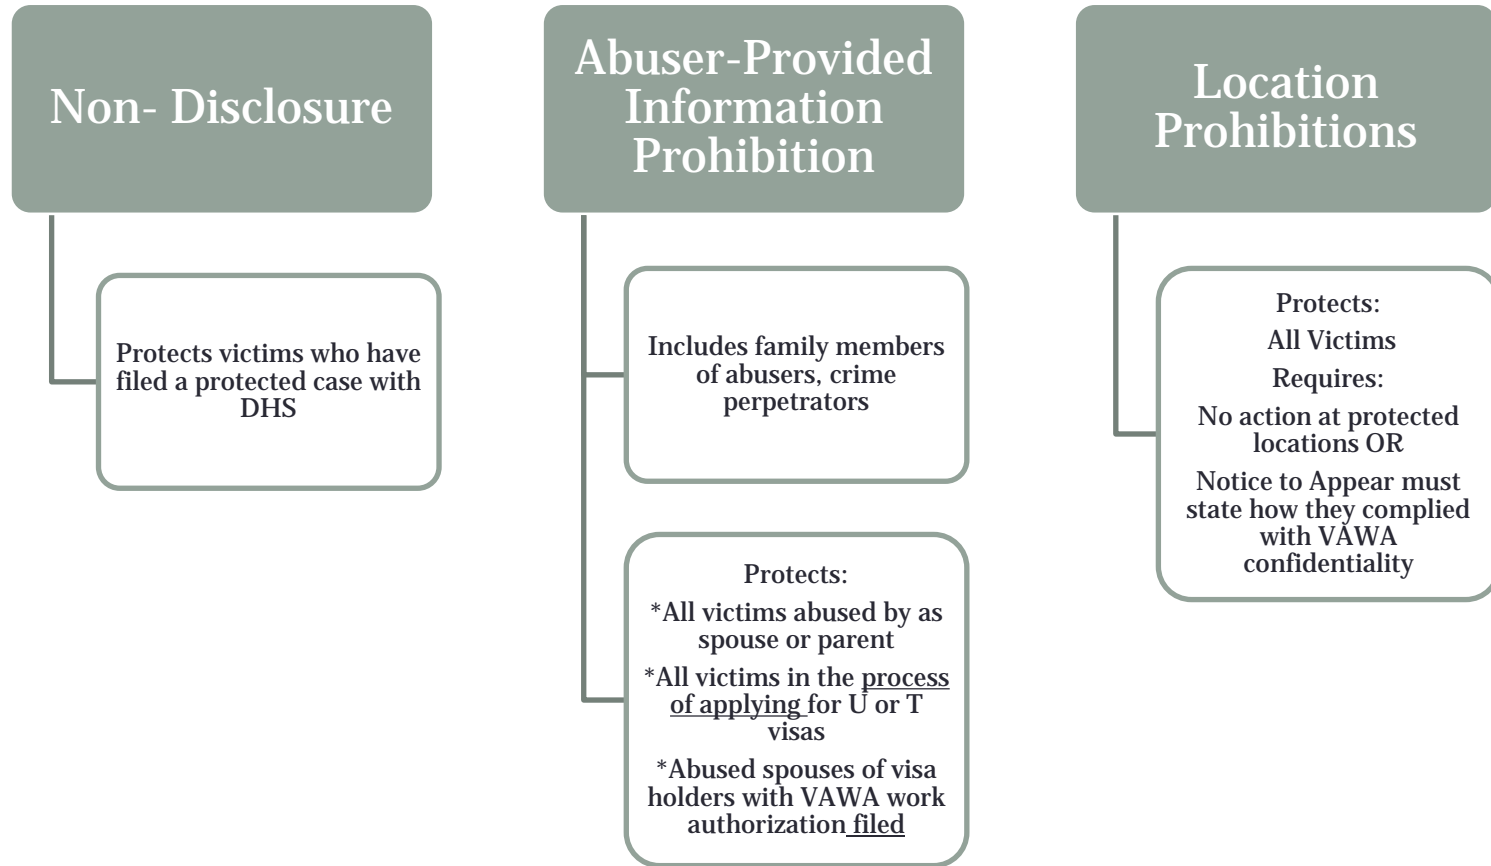 Non- Disclosure
Protects victims who have
filed a protected case with
DHS
Abuser-Provided
Information
Prohibition
Includes family members
of abusers, crime
perpetrators
Protects:
*All victims abused by as
spouse or parent
*All victims in the process
of applying for U or T
visas
*Abused spouses of visa
holders with VAWA work
authorization filed
Location
Prohibitions
Protects:
All Victims
Requires:
No action at protected
locations OR
Notice to Appear must
state how they complied
with VAWA
confidentiality